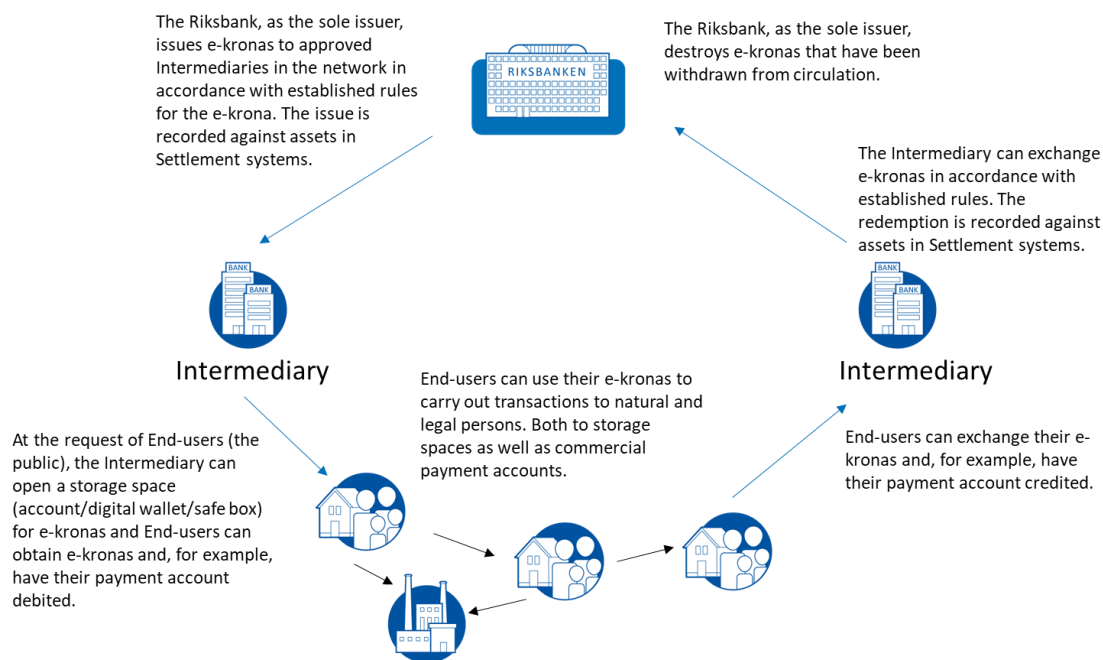 The Riksbank, as the sole issuer,
issues e-kronas to approved
Intermediaries in the network in
accordance with established rules
for the e-krona. The issue is
recorded against assets in
Settlement systems.
RIKSBANKEN
The Riksbank, as the sole issuer,
destroys e-kronas that have been
withdrawn from circulation.
The Intermediary can exchange
e-kronas in accordance with
established rules. The
redemption is recorded against
assets in Settlement systems.
BANK
BANK
Intermediary
BANK
BANK
Intermediary
At the request of End-users (the
public), the Intermediary can
open a storage space
(account/digital wallet/safe box)
for e-kronas and End-users can
obtain e-kronas and, for example,
have their payment account
debited.
End-users can use their e-kronas to
carry out transactions to natural and
legal persons. Both to storage
spaces as well as commercial
payment accounts.
End-users can exchange their e-
kronas and, for example, have
their payment account credited.